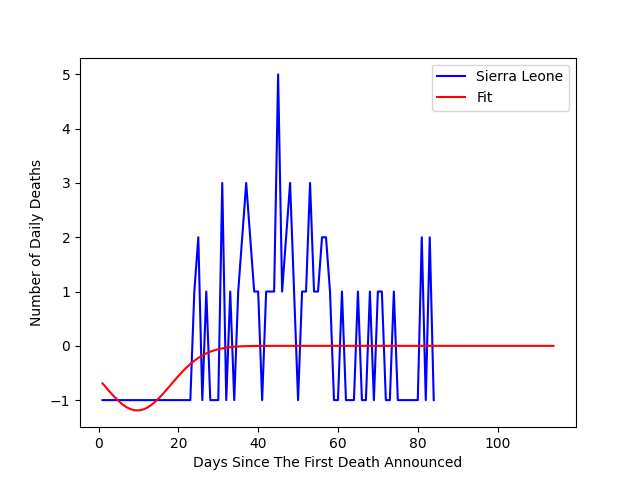 Sierra Leone
Fit
5
4
3
2
1
0
−1
Number of Daily Deaths
0 20 40 60 80 100
Days Since The First Death Announced